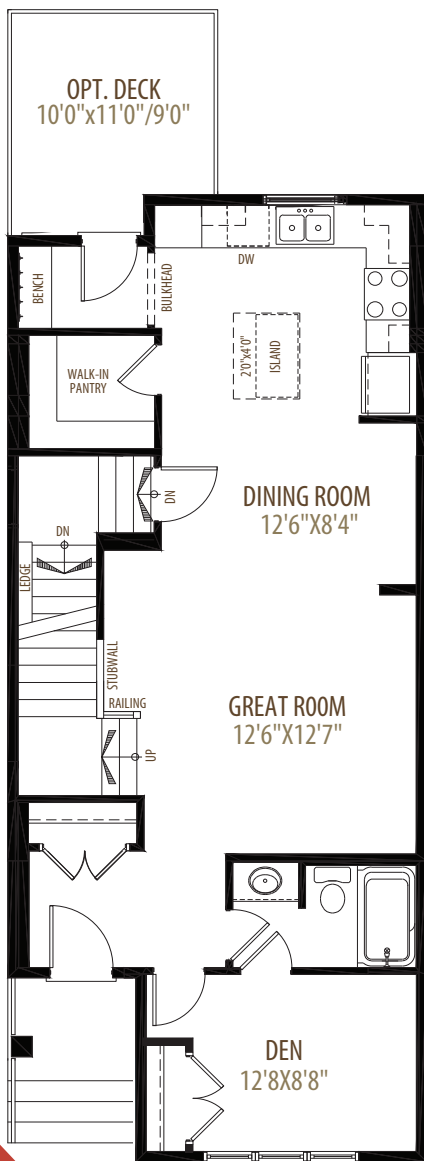 OPT. DECK
10'0"x11'0"/9'0"
DW
BENCH
BULKHEAD
2'0"x4'0"
ISLAND
WALK-IN
PANTRY
DN
DINING ROOM
12'6"X8'4"
DN
LEDGE
STUBWALL
RAILING
UP
GREAT ROOM
12'6"X12'7"
DEN
12'8X8'8"